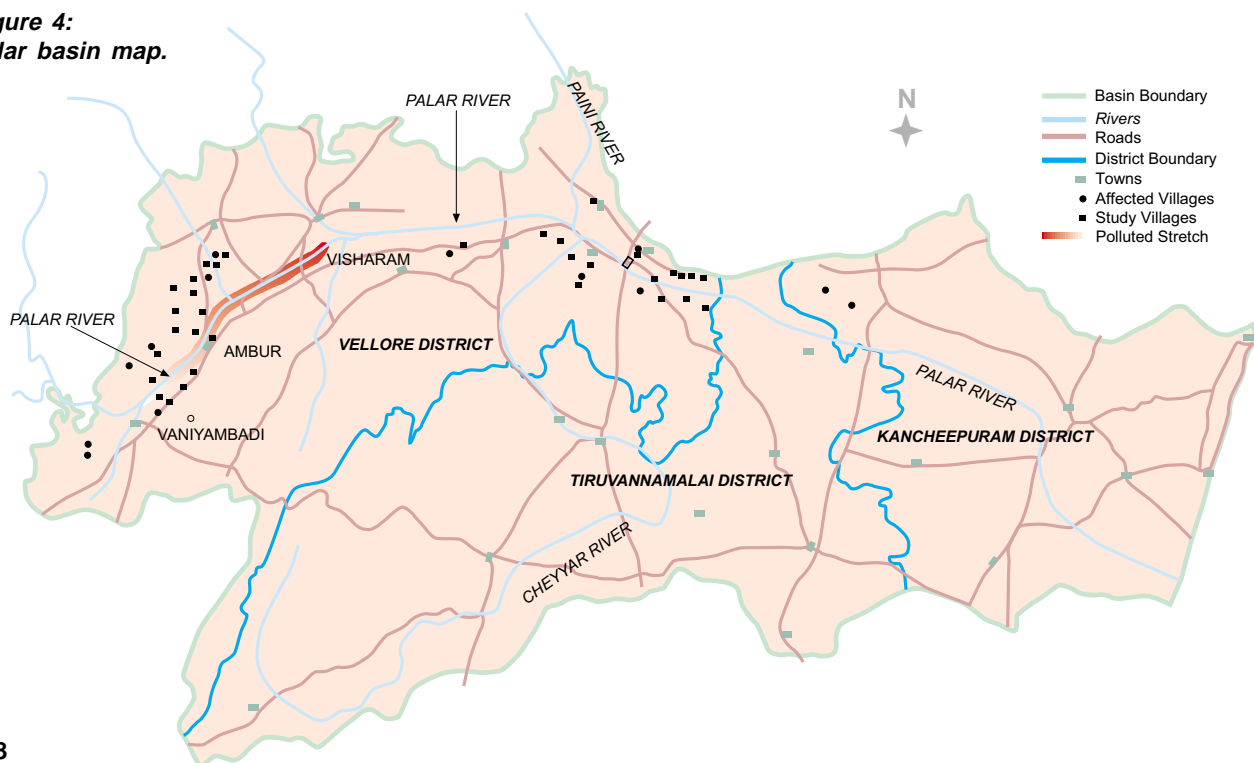 gure 4:
lar basin map.
PALAR RIVER
PAINI RIVER
N
Basin Boundary
Rivers
Roads
District Boundary
Towns
Affected Villages
Study Villages
Polluted Stretch
VISHARAM
PALAR RIVER
AMBUR
VELLORE DISTRICT
PALAR RIVER
VANIYAMBADI
KANCHEEPURAM DISTRICT
TIRUVANNAMALAI DISTRICT
CHEYYAR RIVER